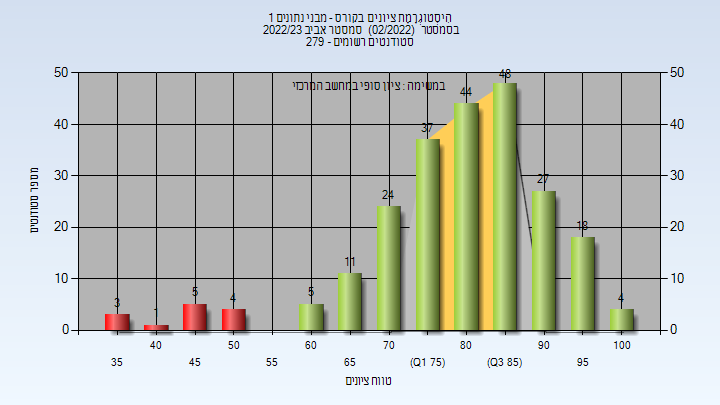 היסטוגרמת ציונים בקורס - מבני נתונים 1
בסמסטר (02/2022) סמסטר אביב 2022/23
סטודנטים רשומים - 279
במשימה : ציון סופי במחשב המרכזי
מספר סטודנטים
50 40 30 20 10 0
50 40 30 20 10 0
3 1 5 4 5 11 24 37 44 48 27 18 4
40 50 60 70 80 90 100
35 45 55 65 (Q1 75) (Q3 85) 95
טווח ציונים